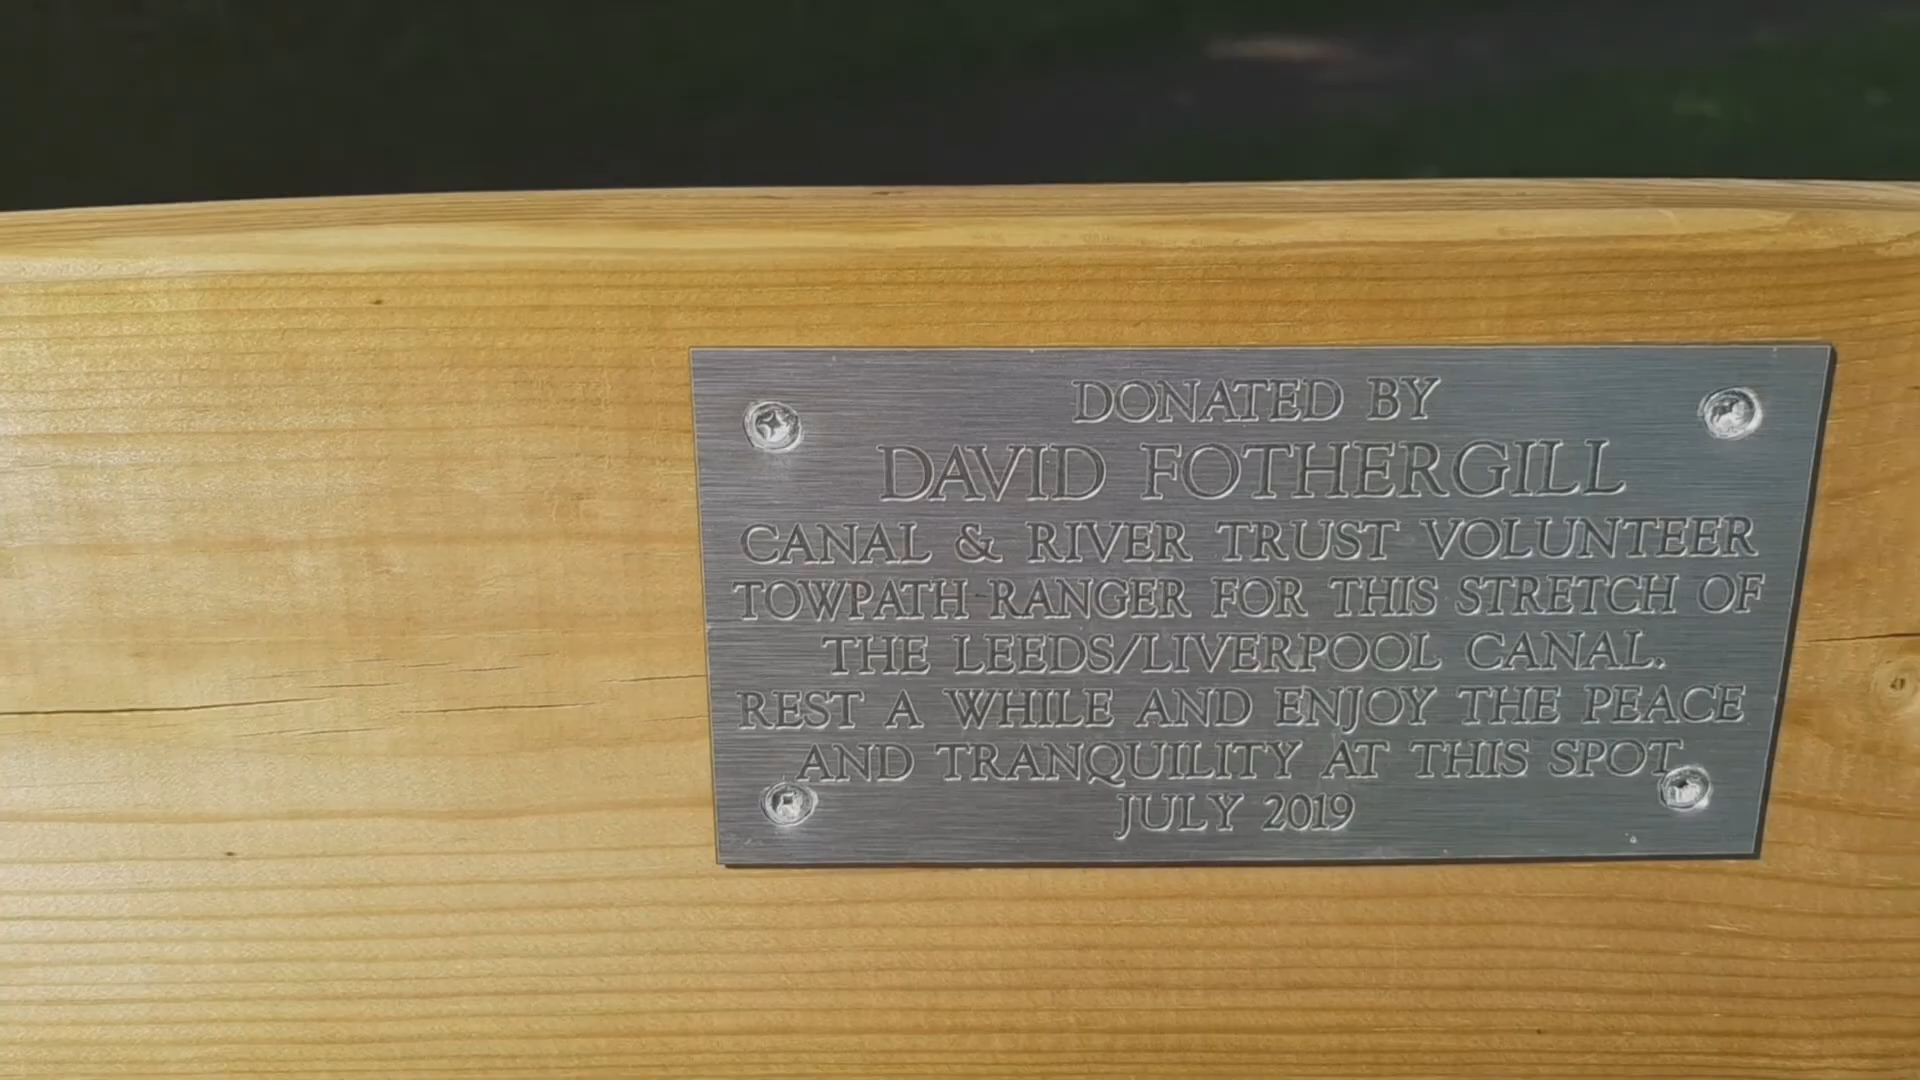 DONATED BY
DAVID FOTHERGILL
CANAL & RIVER TRUST VOLUNTEER
TOWPATH RANGER FOR THIS STRETCH OF
THE LEEDS/LIVERPOOL CANAL.
REST A WHILE AND ENJOY THE PEACE
AND TRANQUILITY AT THIS SPOT
JULY 2019